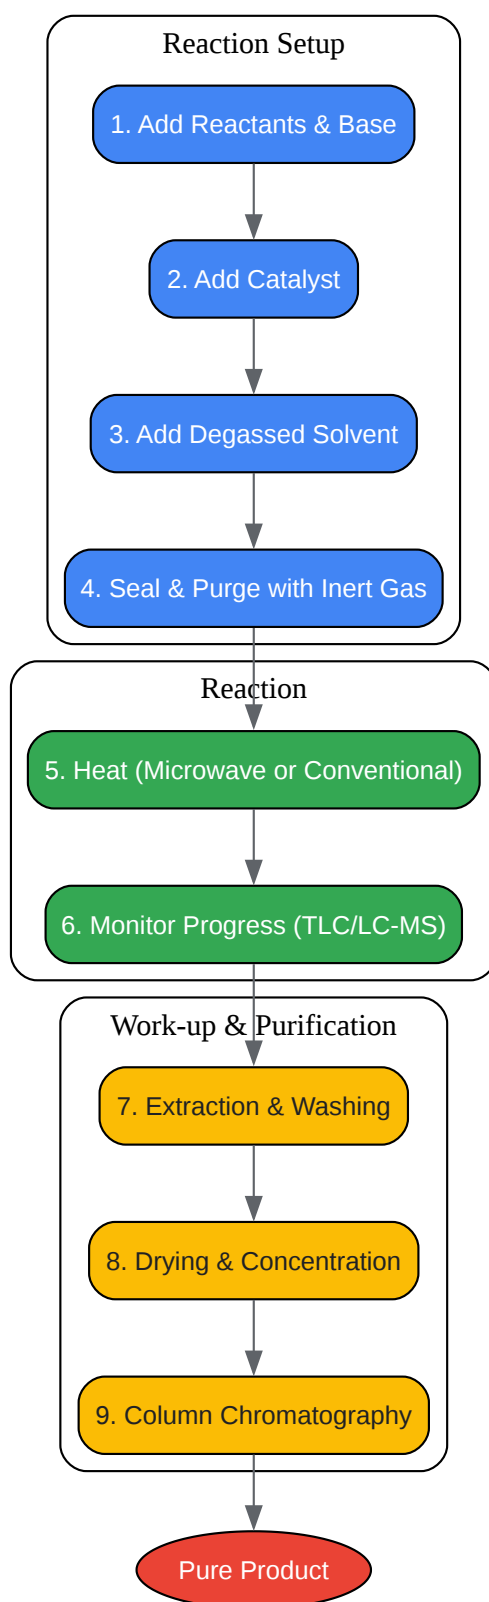 Reaction Setup
1. Add Reactants & Base
2. Add Catalyst
3. Add Degassed Solvent
4. Seal & Purge with Inert Gas
Reaction
5. Heat (Microwave or Conventional)
6. Monitor Progress (TLC/LC-MS)
Work-up & Purification
7. Extraction & Washing
8. Drying & Concentration
9. Column Chromatography
Pure Product